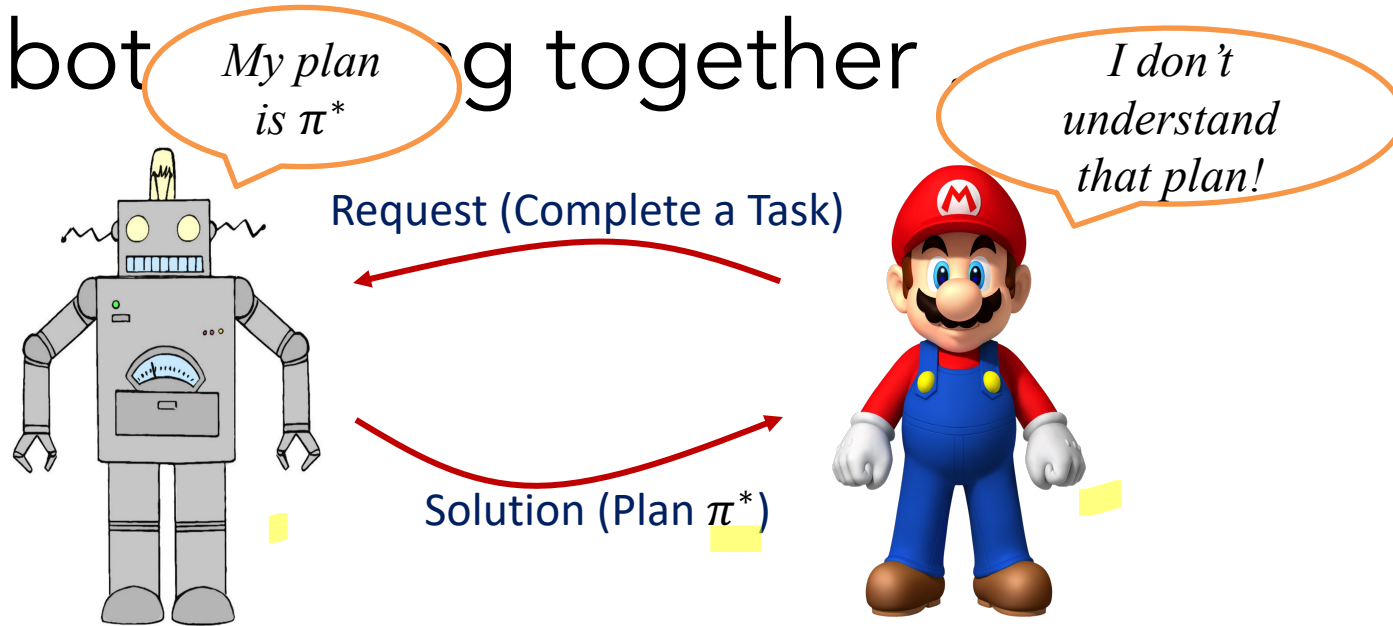 bot
g together
My plan
is π*
I don't
understand
that plan!
Request (Complete a Task)
M
Solution (Plan π*)